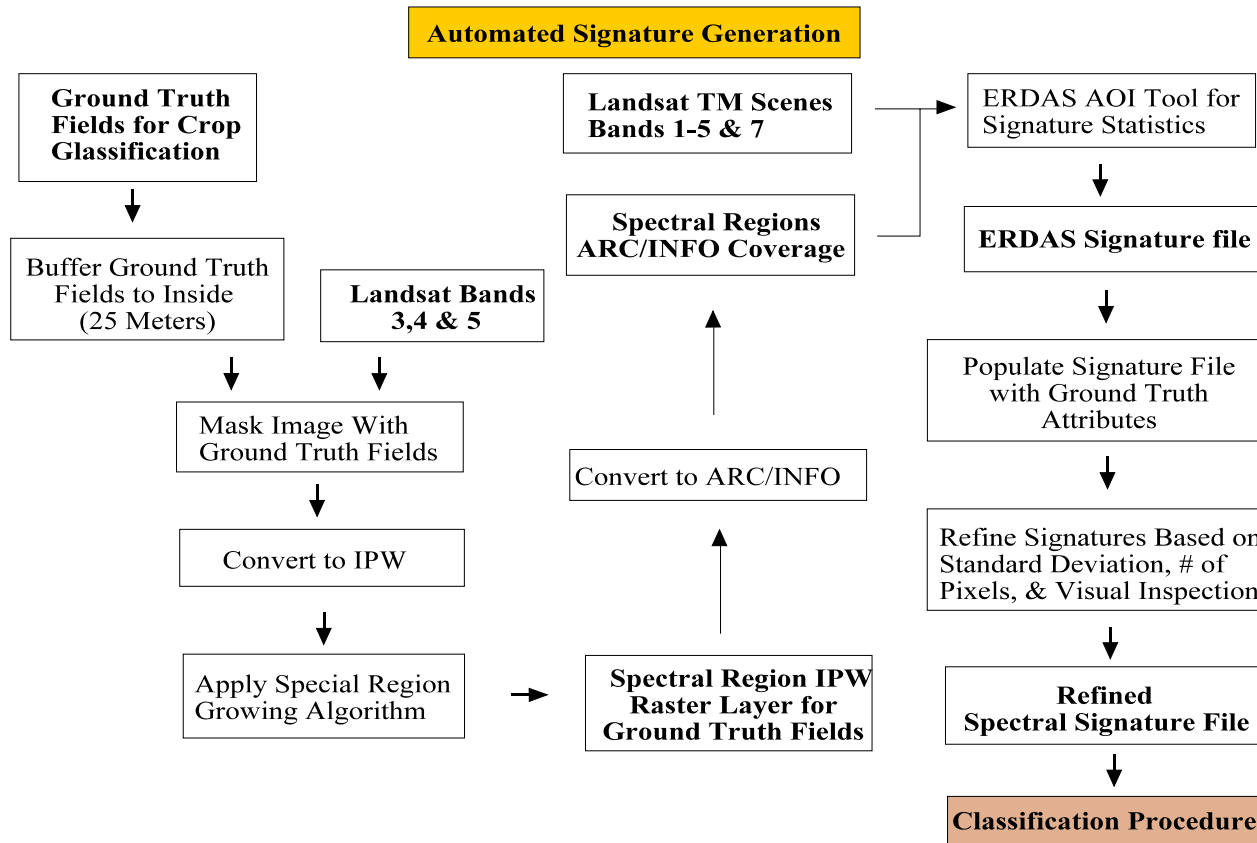 Automated Signature Generation
Ground Truth
Fields for Crop
Glassification
Buffer Ground Truth
Fields to Inside
(25 Meters)
Landsat Bands
3,4 & 5
Mask Image With
Ground Truth Fields
Convert to IPW
Apply Special Region
Growing Algorithm
Spectral Region IPW
Raster Layer for
Ground Truth Fields
Convert to ARC/INFO
Spectral Regions
ARC/INFO Coverage
Landsat TM Scenes
Bands 1-5 & 7
ERDAS AOI Tool for
Signature Statistics
ERDAS Signature file
Populate Signature File
with Ground Truth
Attributes
Refine Signatures Based on
Standard Deviation, # of
Pixels, & Visual Inspection
Refined
Spectral Signature File
Classification Procedure